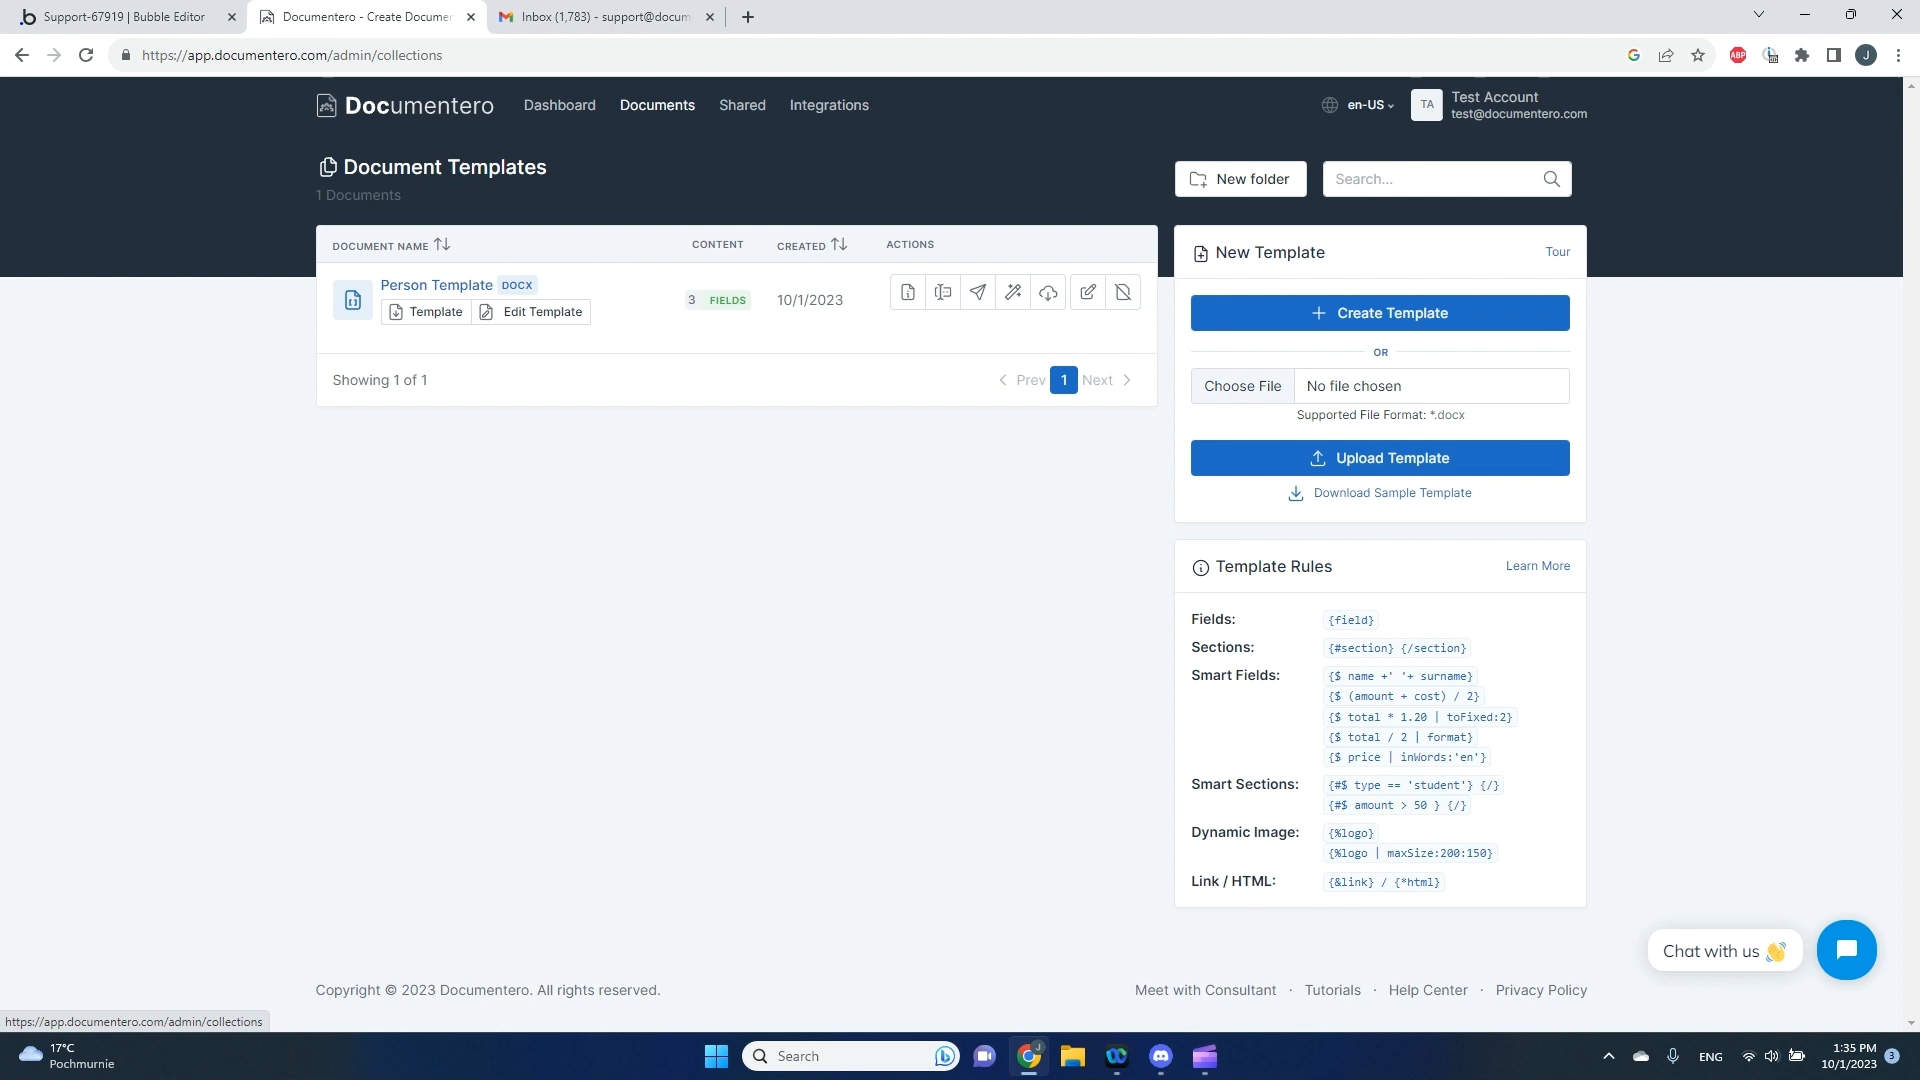 Support-67919 | Bubble Editor
Documentero - Create Documen
Inbox (1,783) - support@docum
https://app.documentero.com/admin/collections
ABP
J
Documentero
Dashboard
Documents
Shared
Integrations
en-US
TA
Test Account
test@documentero.com
Document Templates
1 Documents
New folder
Search...
DOCUMENT NAME
CONTENT
CREATED
ACTIONS
Person Template DOCX
Template
Edit Template
3 FIELDS
10/1/2023
Showing 1 of 1
Prev 1 Next
New Template
Tour
Create Template
OR
Choose File No file chosen
Supported File Format: *.docx
Upload Template
Download Sample Template
Template Rules
Learn More
Fields: {field}
Sections: {#section} {/section}
Smart Fields: {$ name +' '+ surname}
{$ (amount + cost) / 2}
{$ total * 1.20 | toFixed:2}
{$ total / 2 | format}
{$ price | inWords:'en'}
Smart Sections: {#$ type == 'student'} {/}
{#$ amount > 50 } {/}
Dynamic Image: {%logo}
{%logo | maxSize:200:150}
Link / HTML: {&link} / {*html}
Chat with us 👋
Copyright © 2023 Documentero. All rights reserved.
Meet with Consultant · Tutorials · Help Center · Privacy Policy
https://app.documentero.com/admin/collections
17°C
Pochmurnie
Search
ENG
1:35 PM
10/1/2023
3